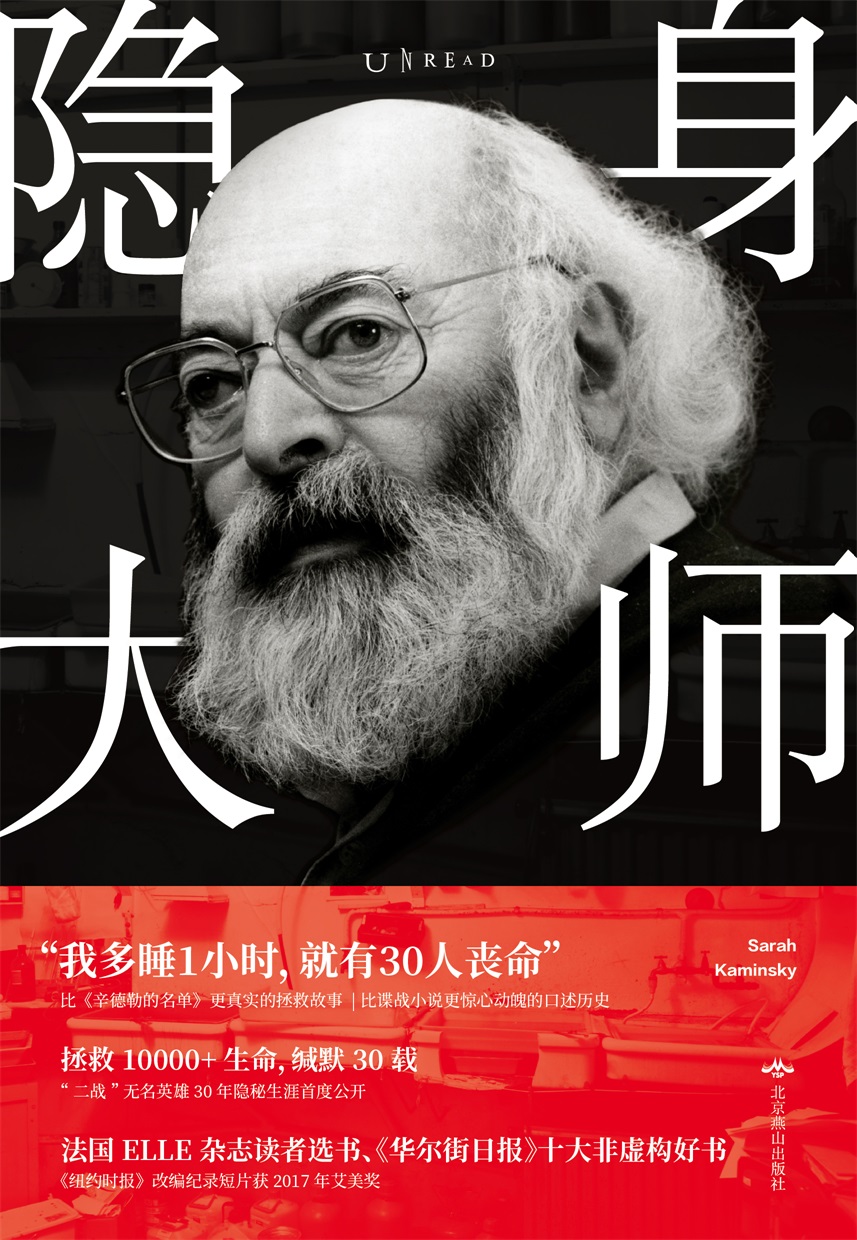 UNREAD
隐身
大师
“我多睡1小时，就有30人丧命”
比《辛德勒的名单》更真实的拯救故事｜比谍战小说更惊心动魄的口述历史
拯救 10000+ 生命，缄默 30 载
“二战”无名英雄 30 年隐秘生涯首度公开
法国 ELLE 杂志读者选书、《华尔街日报》十大非虚构好书
《纽约时报》改编纪录短片获 2017 年艾美奖
Sarah
Kaminsky
YSP
北京燕山出版社